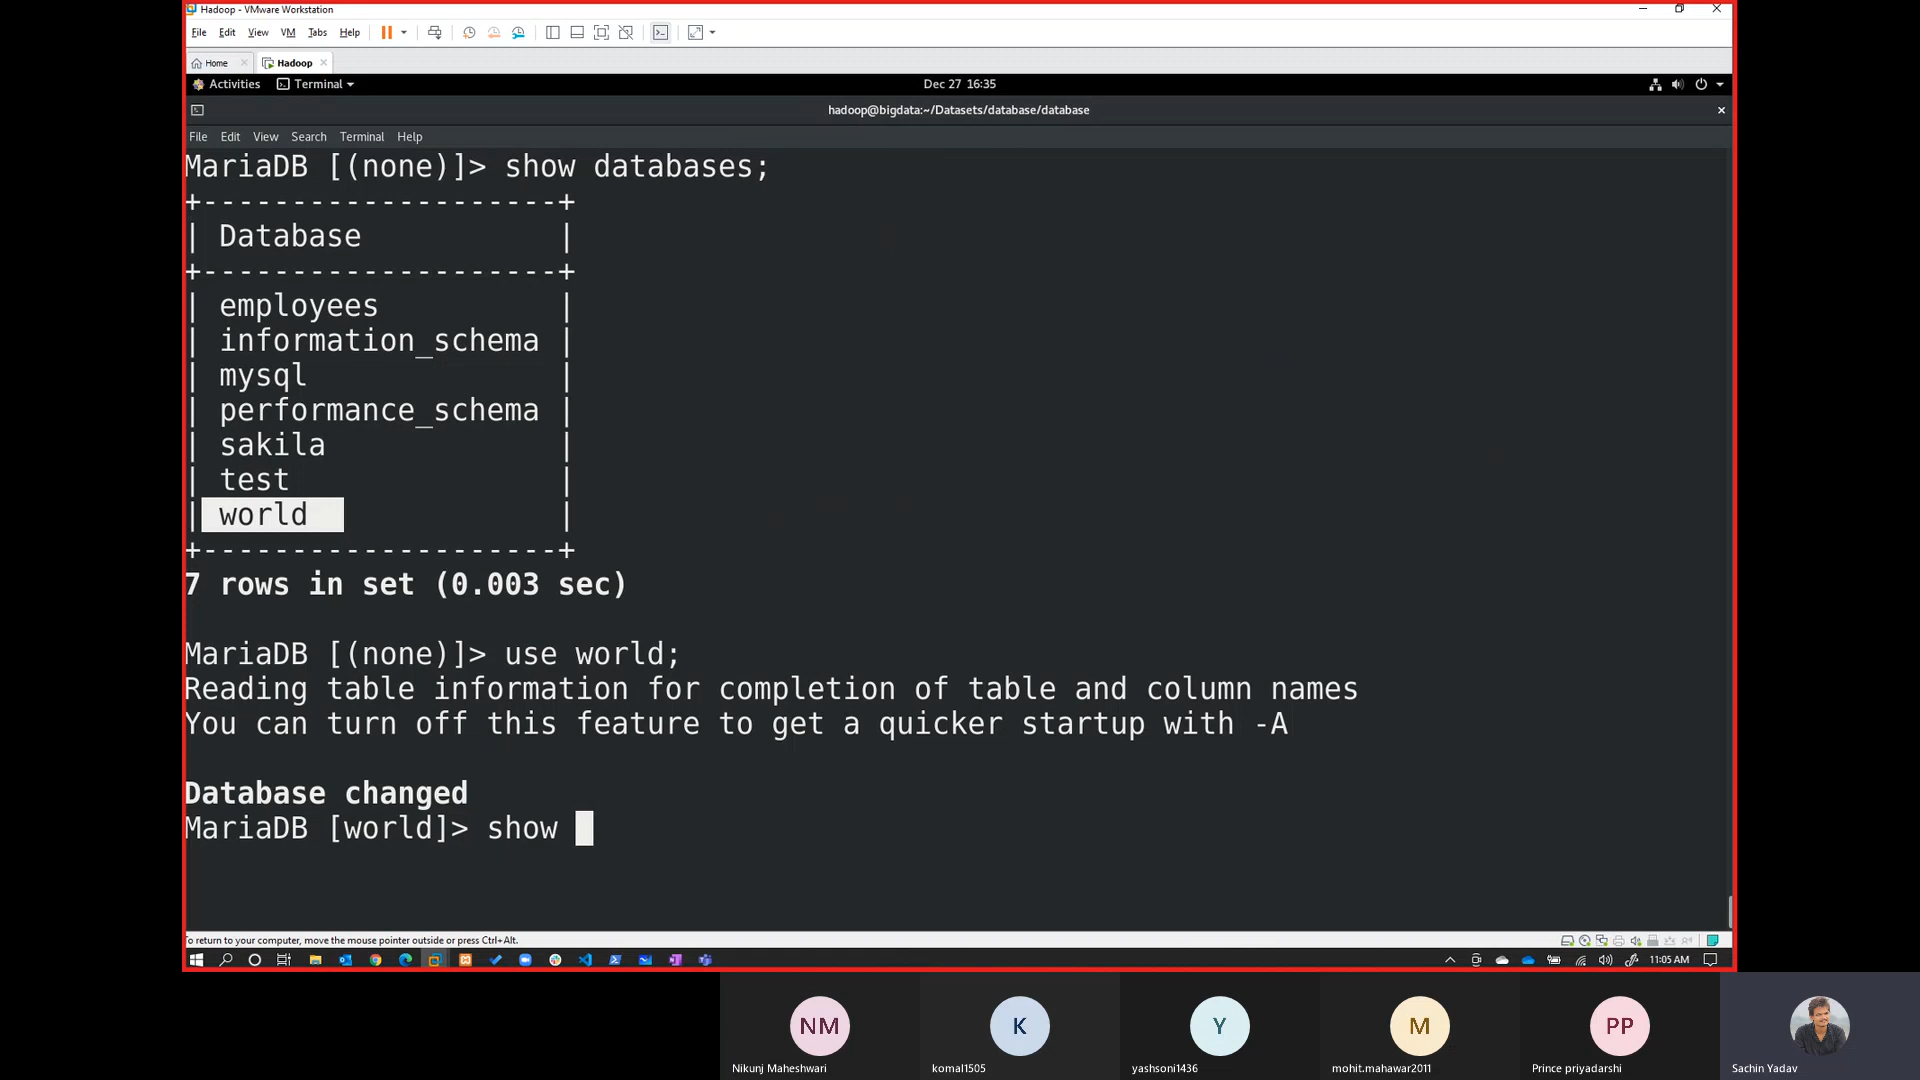 Hadoop - VMware Workstation
File Edit View VM Tabs Help
Home Hadoop
Activities Terminal Dec 27 16:35
hadoop@bigdata:~/Datasets/database/database
File Edit View Search Terminal Help
MariaDB [(none)]> show databases;
+--------------------+
| Database           |
+--------------------+
| employees          |
| information_schema |
| mysql              |
| performance_schema |
| sakila             |
| test               |
| world              |
+--------------------+
7 rows in set (0.003 sec)
MariaDB [(none)]> use world;
Reading table information for completion of table and column names
You can turn off this feature to get a quicker startup with -A
Database changed
MariaDB [world]> show
To return to your computer, move the mouse pointer outside or press Ctrl+Alt.
11:05 AM
NM K Y M PP
Nikunj Maheshwari komal1505 yashsoni1436 mohit.mahawar2011 Prince priyadarshi Sachin Yadav